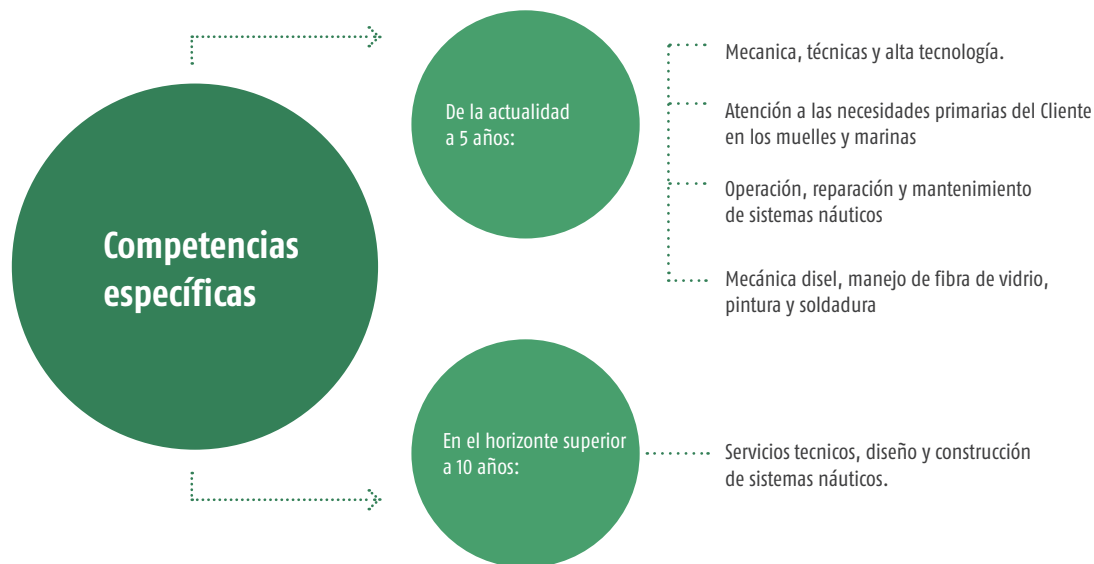 Competencias
específicas
De la actualidad
a 5 años:
Mecanica, técnicas y alta tecnología.
Atención a las necesidades primarias del Cliente
en los muelles y marinas
Operación, reparación y mantenimiento
de sistemas náuticos
Mecánica disel, manejo de fibra de vidrio,
pintura y soldadura
En el horizonte superior
a 10 años:
Servicios tecnicos, diseño y construcción
de sistemas náuticos.